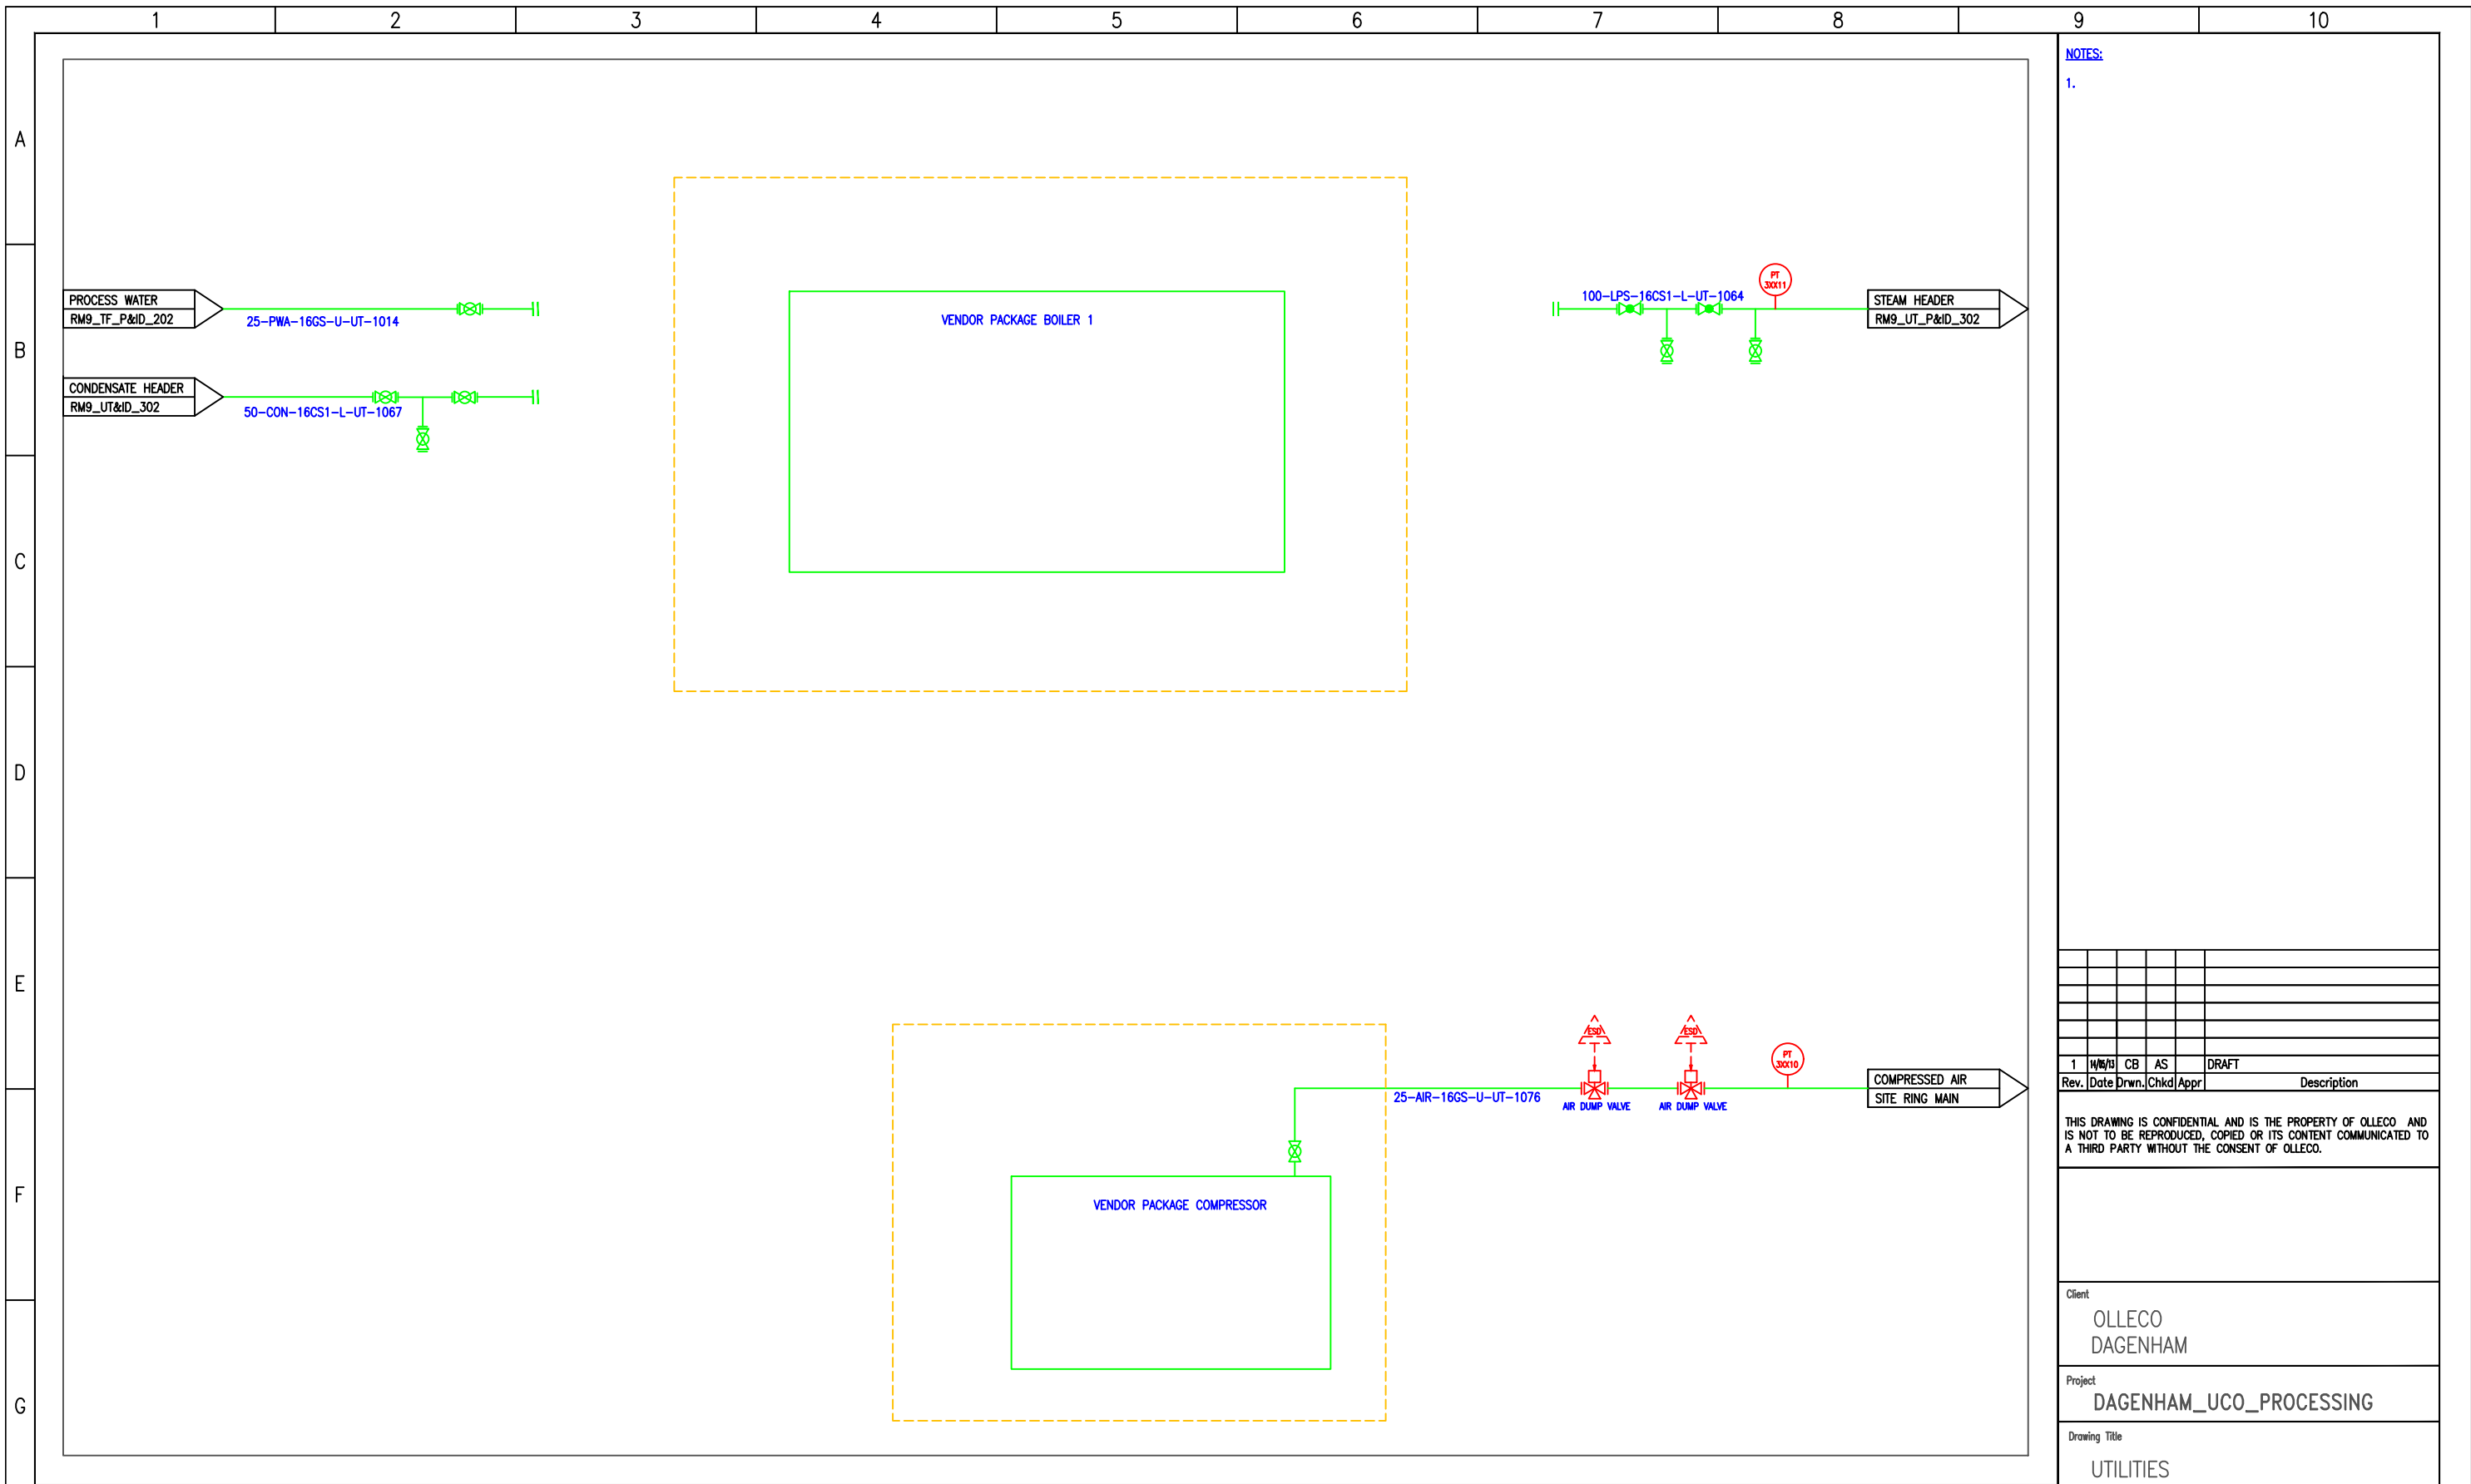 1 2 3 4 5 6 7 8 9 10
A
B
C
D
E
F
G
NOTES:
1.
PROCESS WATER
RM9_TF_P&ID_202
25-PWA-16GS-U-UT-1014
CONDENSATE HEADER
RM9_UT&ID_302
50-CON-16CS1-L-UT-1067
VENDOR PACKAGE BOILER 1
100-LPS-16CS1-L-UT-1064
PT
3XX11
STEAM HEADER
RM9_UT_P&ID_302
ESD
ESD
PT
3XX10
25-AIR-16GS-U-UT-1076
AIR DUMP VALVE
AIR DUMP VALVE
COMPRESSED AIR
SITE RING MAIN
VENDOR PACKAGE COMPRESSOR
1 CB AS DRAFT
Rev. Date Drwn. Chkd Appr Description
THIS DRAWING IS CONFIDENTIAL AND IS THE PROPERTY OF OLLECO AND
IS NOT TO BE REPRODUCED, COPIED OR ITS CONTENT COMMUNICATED TO
A THIRD PARTY WITHOUT THE CONSENT OF OLLECO.
Client
OLLECO
DAGENHAM
Project
DAGENHAM_UCO_PROCESSING
Drawing Title
UTILITIES